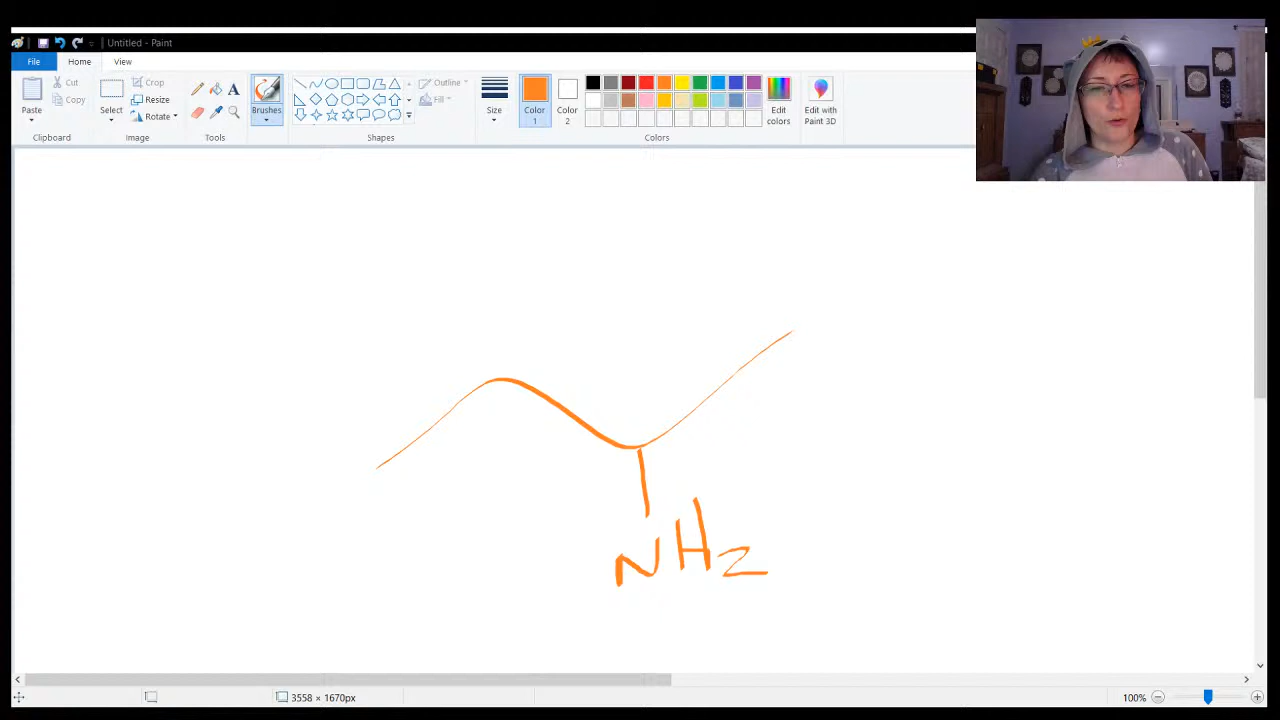 Untitled - Paint
File Home View
Paste
Cut
Copy
Clipboard
Select
Crop
Resize
Rotate
Image
Tools
Brushes
Shapes
Outline
Fill
Size
Color 1
Color 2
Colors
Edit colors
Edit with Paint 3D
NH2
3558 × 1670px
100%